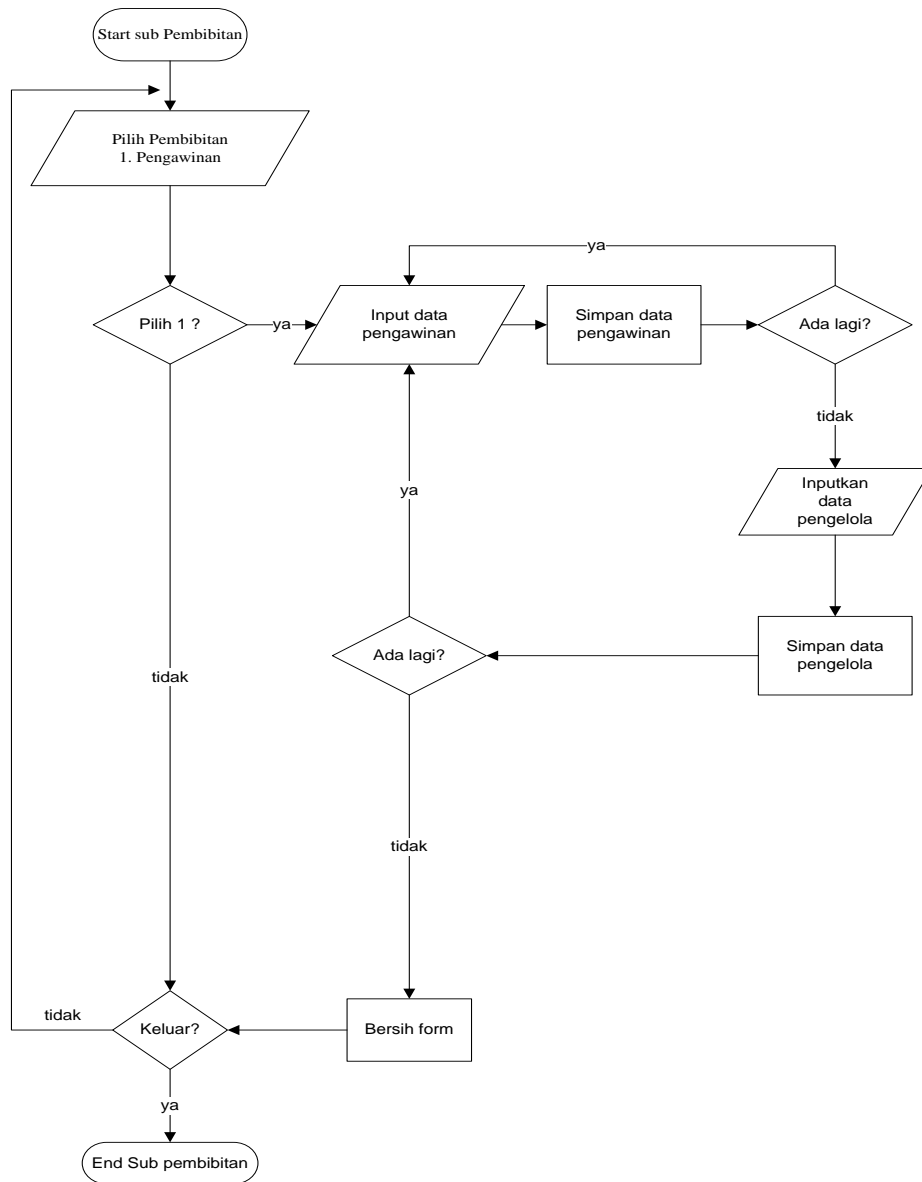 Start sub Pembibitan
Pilih Pembibitan
1. Pengawinan
Pilih 1 ?
ya
Input data
pengawinan
Simpan data
pengawinan
Ada lagi?
ya
tidak
Inputkan
data
pengelola
Simpan data
pengelola
Ada lagi?
ya
tidak
tidak
Bersih form
Keluar?
tidak
ya
End Sub pembibitan